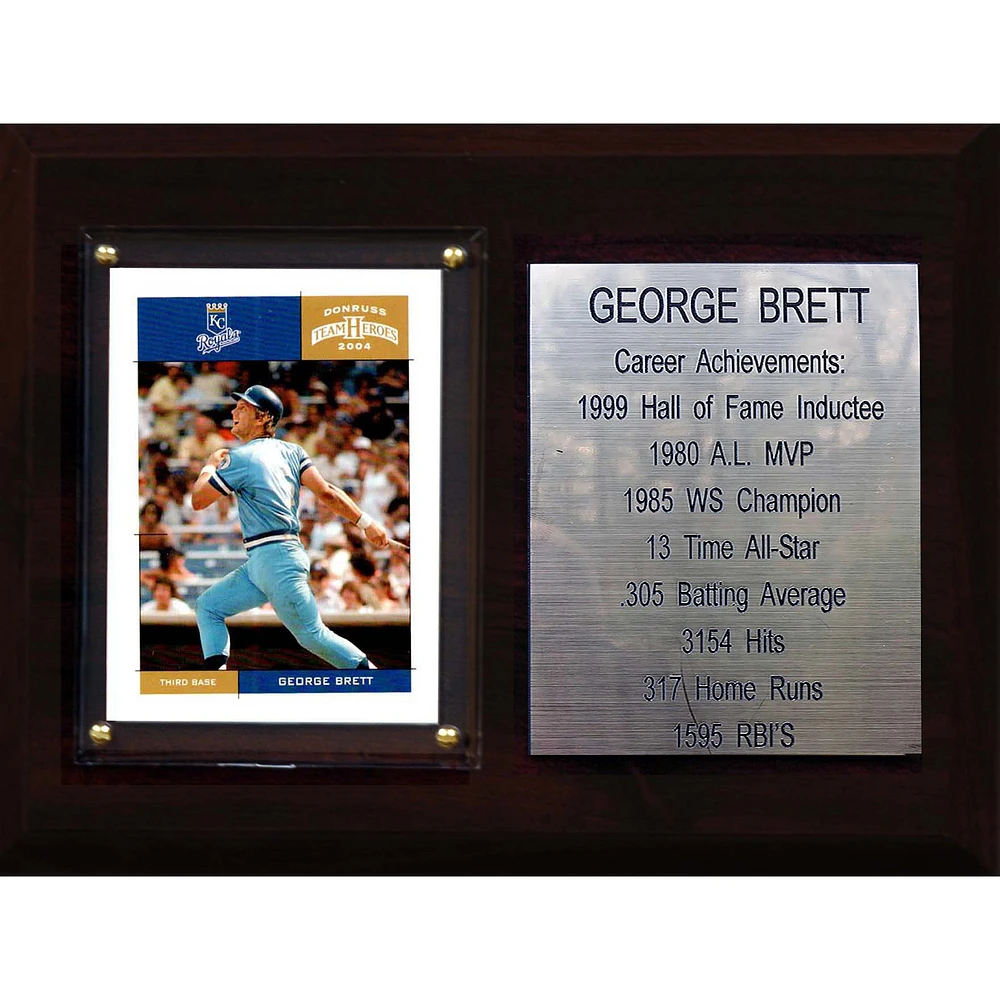 KC
Royals
DONRUSS
TEAM HEROES
2004
THIRD BASE
GEORGE BRETT
GEORGE BRETT
Career Achievements:
1999 Hall of Fame Inductee
1980 A.L. MVP
1985 WS Champion
13 Time All-Star
.305 Batting Average
3154 Hits
317 Home Runs
1595 RBI'S